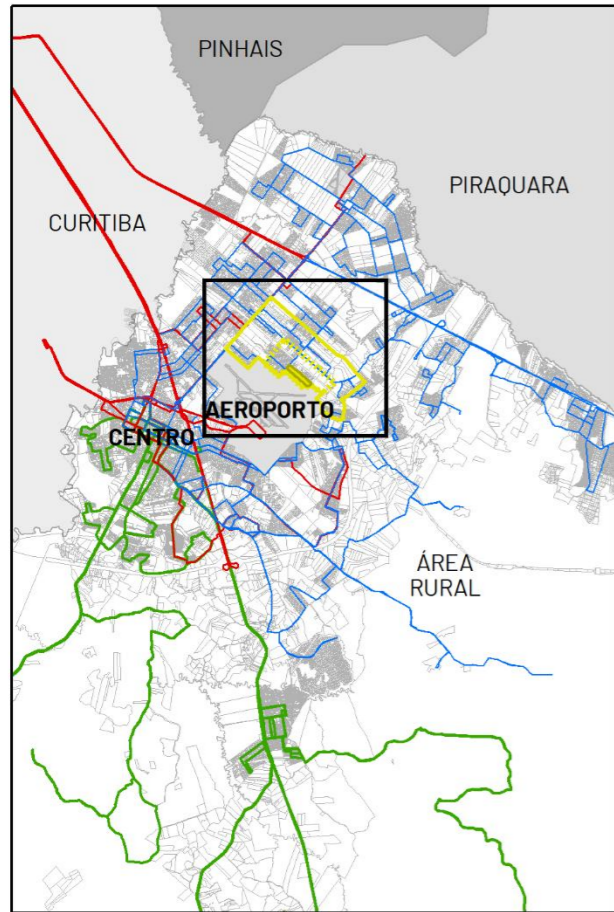 PINHAIS
PIRAQUARA
CURITIBA
AEROPORTO
CENTRO
ÁREA
RURAL